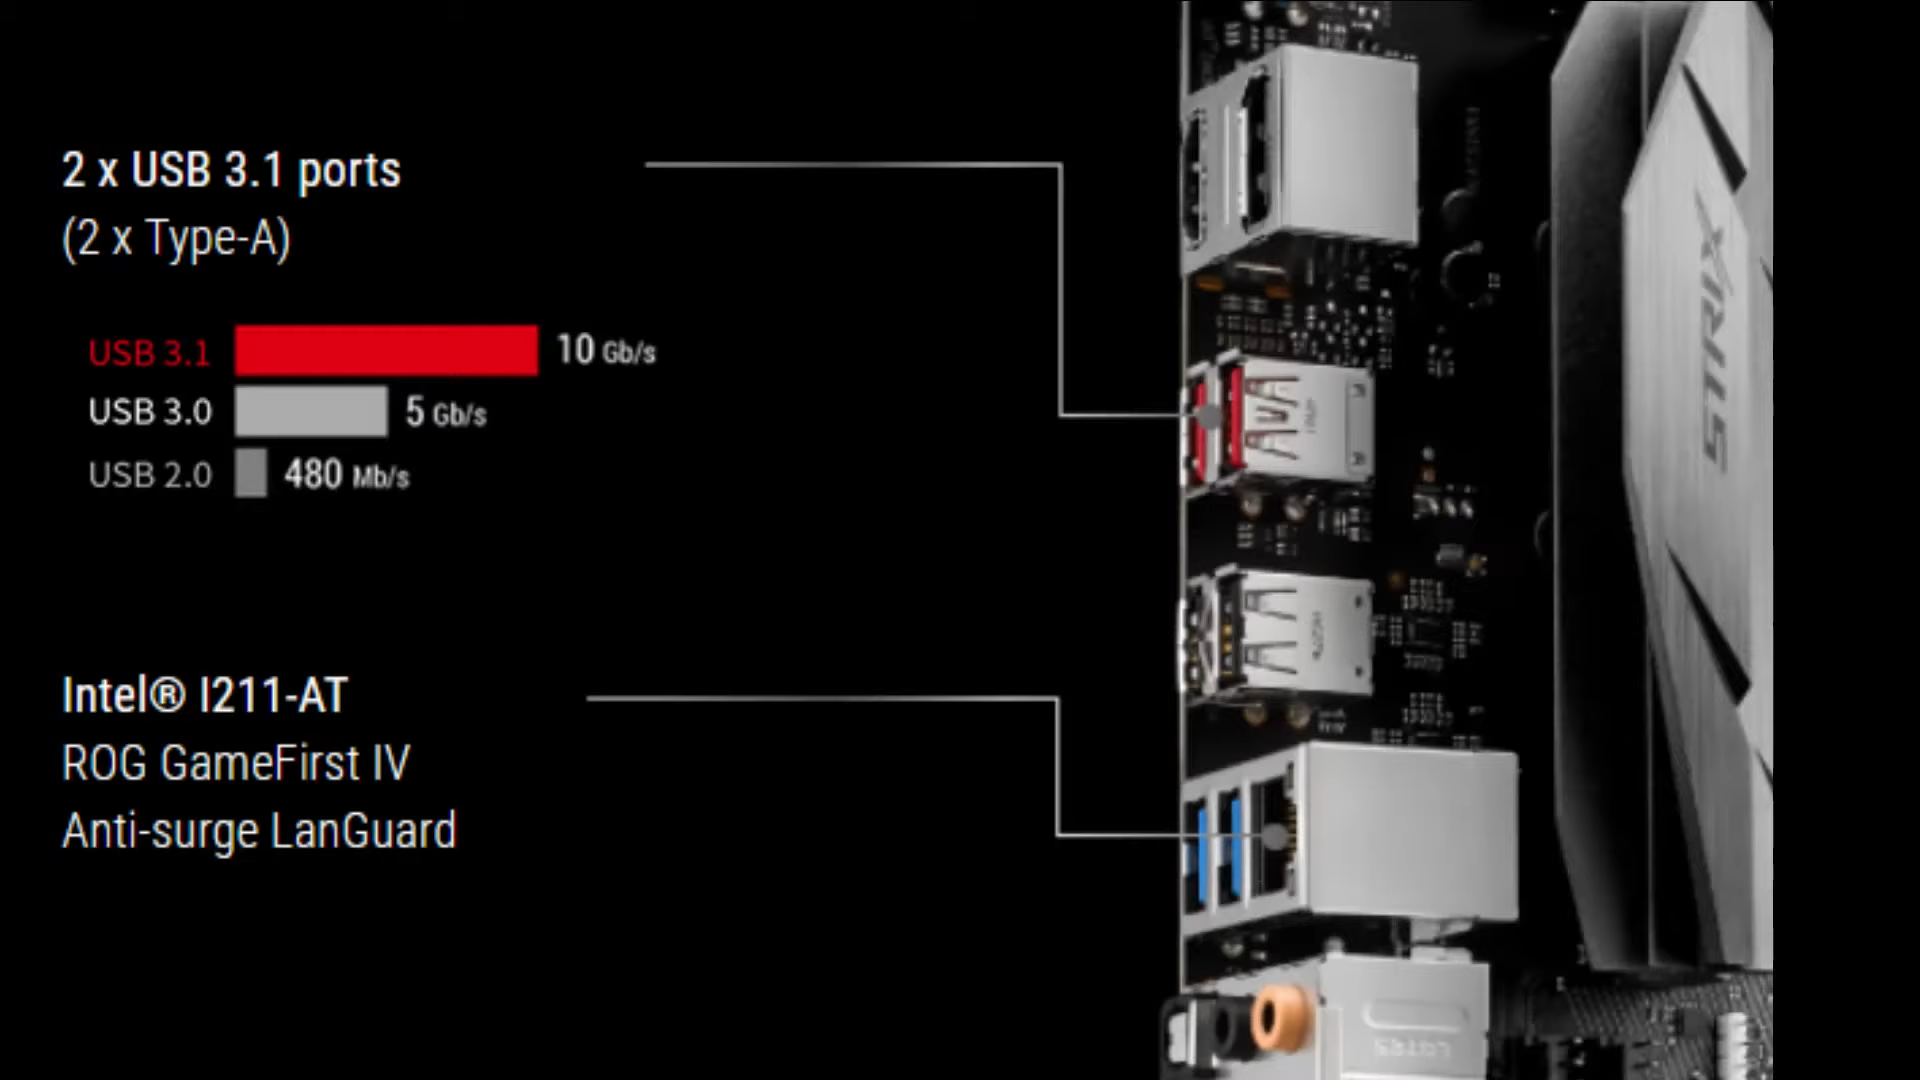 2 x USB 3.1 ports
(2 x Type-A)
USB 3.1 10 Gb/s
USB 3.0 5 Gb/s
USB 2.0 480 Mb/s
Intel® I211-AT
ROG GameFirst IV
Anti-surge LanGuard
STRIX